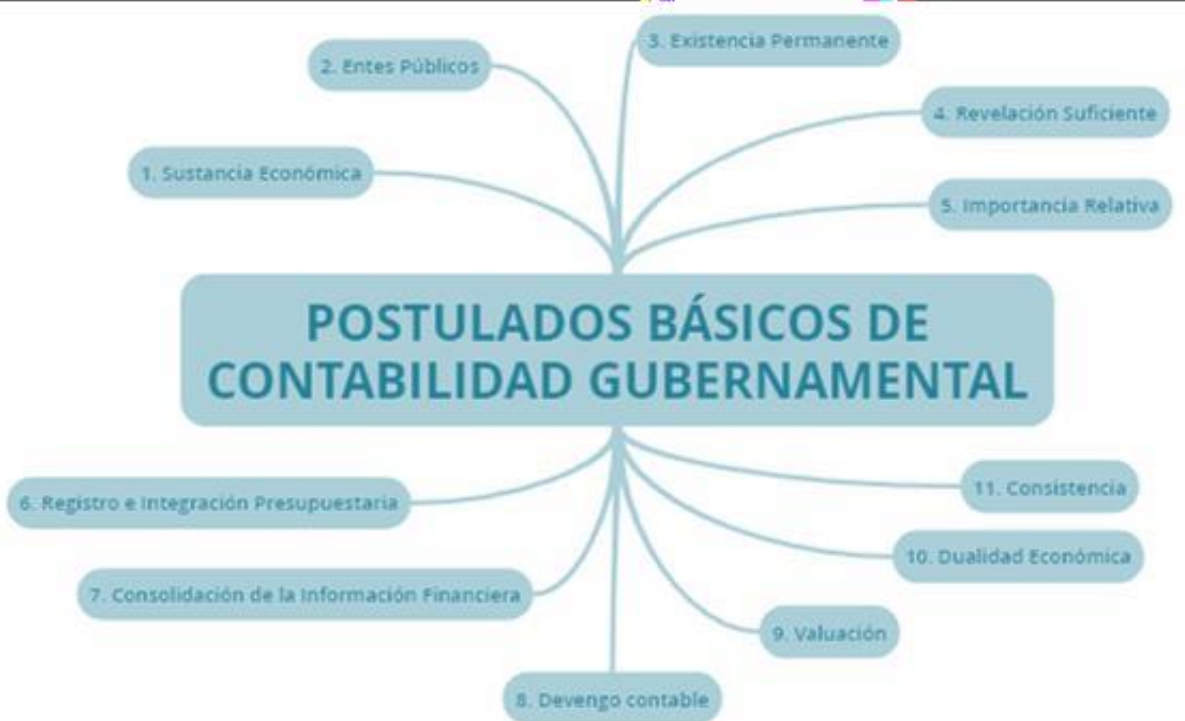 3. Existencia Permanente
2. Entes Públicos
4. Revelación Suficiente
1. Sustancia Económica
5. Importancia Relativa
POSTULADOS BÁSICOS DE
CONTABILIDAD GUBERNAMENTAL
6. Registro e Integración Presupuestaria
11. Consistencia
10. Dualidad Económica
7. Consolidación de la Información Financiera
9. Valuación
8. Devengo contable